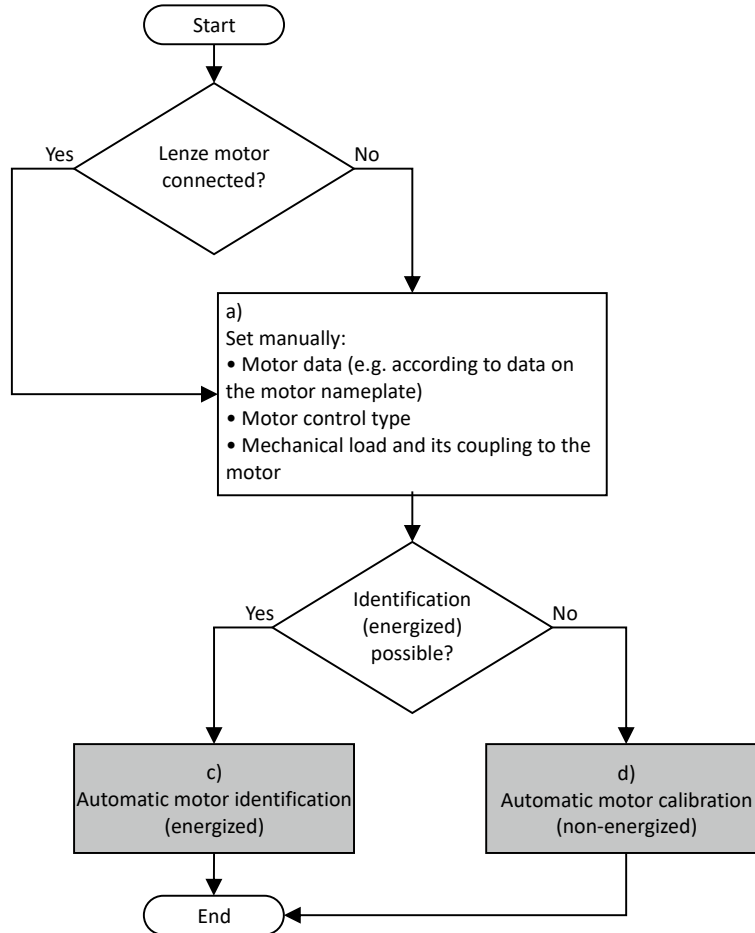 Start
Yes
Lenze motor
connected?
No
a)
Set manually:
• Motor data (e.g. according to data on
the motor nameplate)
• Motor control type
• Mechanical load and its coupling to the
motor
Yes
Identification
(energized)
possible?
No
c)
Automatic motor identification
(energized)
d)
Automatic motor calibration
(non-energized)
End